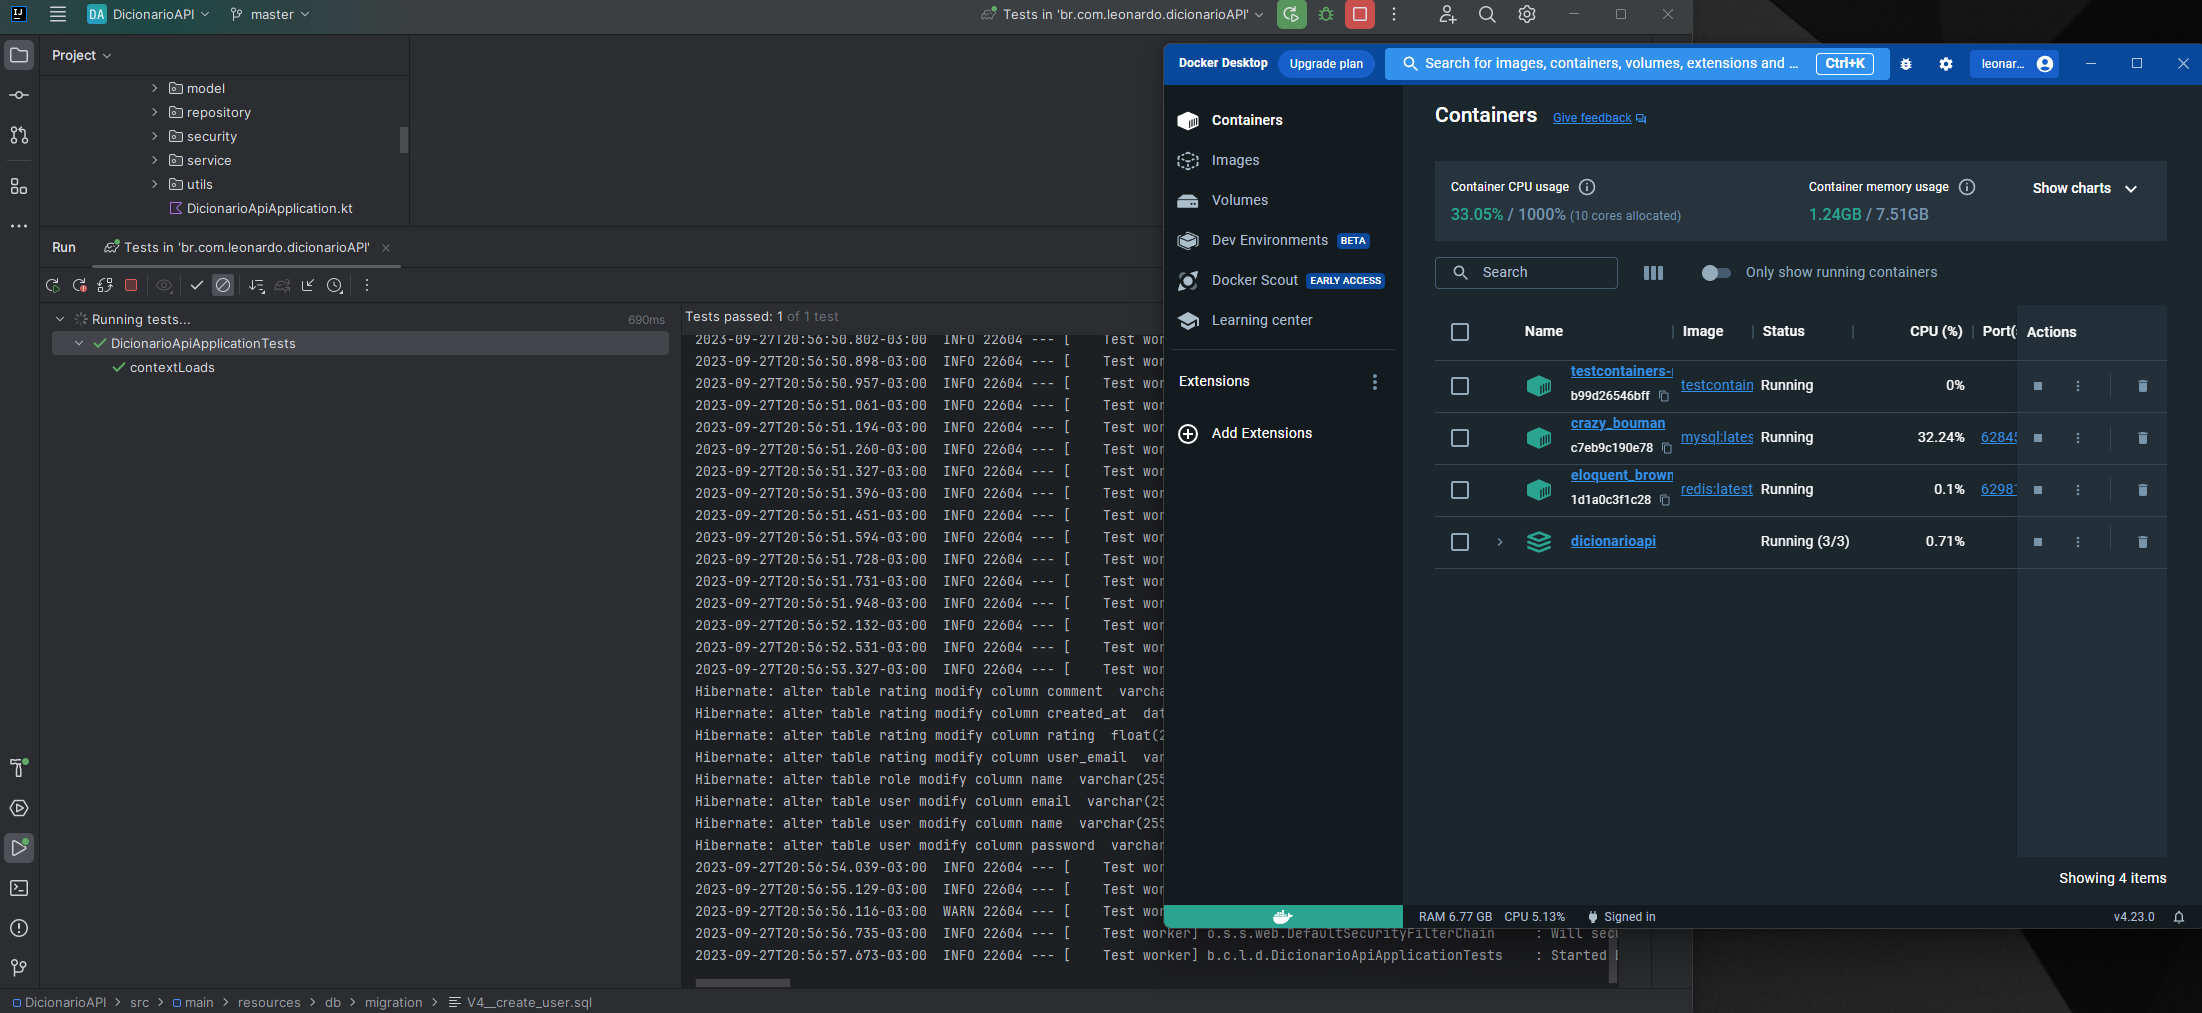 DA DicionarioAPI master Tests in 'br.com.leonardo.dicionarioAPI'
Project
model
repository
security
service
utils
DicionarioApiApplication.kt
Run Tests in 'br.com.leonardo.dicionarioAPI'
Running tests... 690ms
DicionarioApiApplicationTests
contextLoads
Tests passed: 1 of 1 test
2023-09-27T20:56:50.802-03:00 INFO 22604 --- [ Test wor
2023-09-27T20:56:50.898-03:00 INFO 22604 --- [ Test wor
2023-09-27T20:56:50.957-03:00 INFO 22604 --- [ Test wor
2023-09-27T20:56:51.061-03:00 INFO 22604 --- [ Test wor
2023-09-27T20:56:51.194-03:00 INFO 22604 --- [ Test wor
2023-09-27T20:56:51.260-03:00 INFO 22604 --- [ Test wor
2023-09-27T20:56:51.327-03:00 INFO 22604 --- [ Test wor
2023-09-27T20:56:51.396-03:00 INFO 22604 --- [ Test wor
2023-09-27T20:56:51.451-03:00 INFO 22604 --- [ Test wor
2023-09-27T20:56:51.594-03:00 INFO 22604 --- [ Test wor
2023-09-27T20:56:51.728-03:00 INFO 22604 --- [ Test wor
2023-09-27T20:56:51.731-03:00 INFO 22604 --- [ Test wor
2023-09-27T20:56:51.948-03:00 INFO 22604 --- [ Test wor
2023-09-27T20:56:52.132-03:00 INFO 22604 --- [ Test wor
2023-09-27T20:56:52.531-03:00 INFO 22604 --- [ Test wor
2023-09-27T20:56:53.327-03:00 INFO 22604 --- [ Test wor
Hibernate: alter table rating modify column comment varcha
Hibernate: alter table rating modify column created_at dat
Hibernate: alter table rating modify column rating float(2
Hibernate: alter table rating modify column user_email var
Hibernate: alter table role modify column name varchar(255
Hibernate: alter table user modify column email varchar(25
Hibernate: alter table user modify column name varchar(255
Hibernate: alter table user modify column password varchar
2023-09-27T20:56:54.039-03:00 INFO 22604 --- [ Test wor
2023-09-27T20:56:55.129-03:00 INFO 22604 --- [ Test wor
2023-09-27T20:56:56.116-03:00 WARN 22604 --- [ Test wor
2023-09-27T20:56:56.735-03:00 INFO 22604 --- [ Test worker] o.s.s.web.DefaultSecurityFilterChain : Will secu
2023-09-27T20:56:57.673-03:00 INFO 22604 --- [ Test worker] b.c.l.d.DicionarioApiApplicationTests : Started D
DicionarioAPI > src > main > resources > db > migration > V4__create_user.sql
Docker Desktop Upgrade plan Search for images, containers, volumes, extensions and ... Ctrl+K leonar...
Containers
Images
Volumes
Dev Environments BETA
Docker Scout EARLY ACCESS
Learning center
Extensions
Add Extensions
Containers Give feedback
Container CPU usage
33.05% / 1000% (10 cores allocated)
Container memory usage
1.24GB / 7.51GB
Show charts
Search Only show running containers
Name Image Status CPU (%) Port( Actions
testcontainers-
b99d26546bff testcontain Running 0%
crazy_bouman
c7eb9c190e78 mysql:lates Running 32.24% 62845
eloquent_brown
1d1a0c3f1c28 redis:latest Running 0.1% 62981
dicionarioapi Running (3/3) 0.71%
Showing 4 items
RAM 6.77 GB CPU 5.13% Signed in v4.23.0